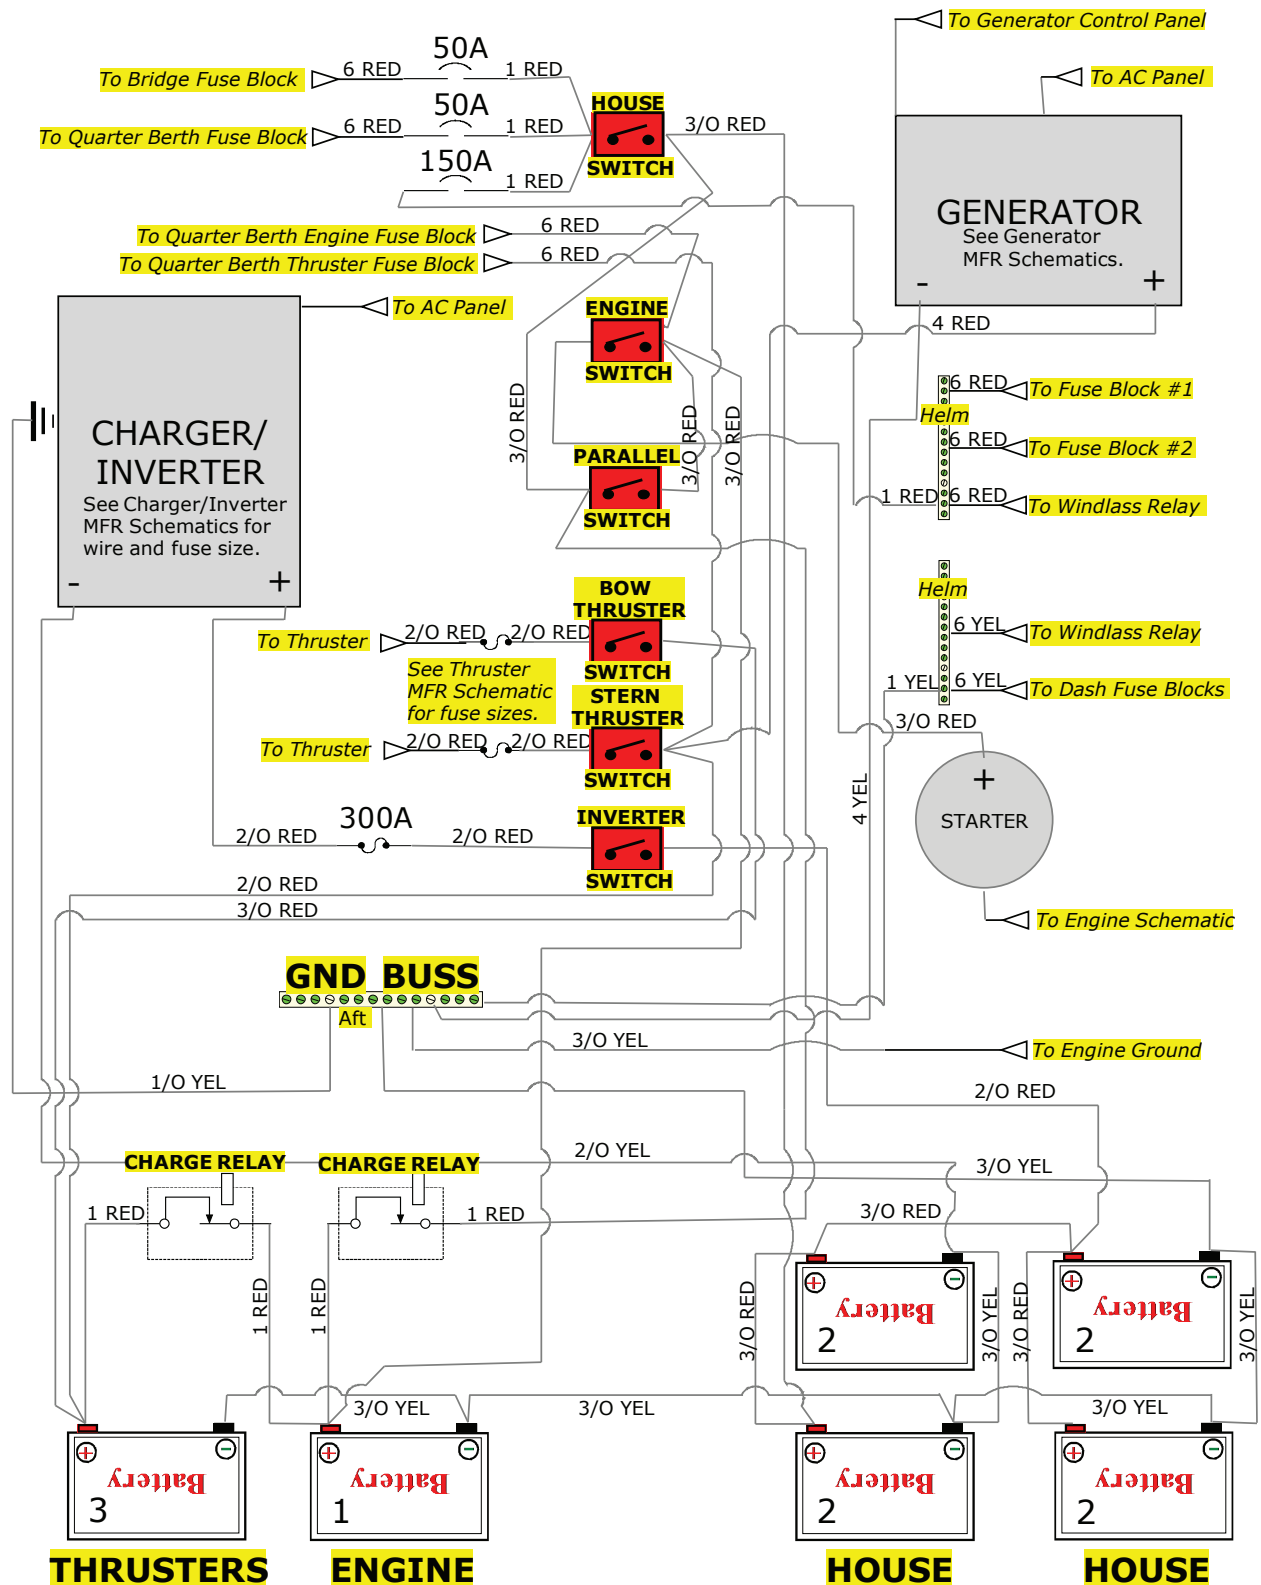 To Generator Control Panel
50A
To Bridge Fuse Block
6 RED
1 RED
To AC Panel
50A
HOUSE
To Quarter Berth Fuse Block
6 RED
1 RED
3/O RED
150A
SWITCH
1 RED
GENERATOR
See Generator
MFR Schematics.
- +
To Quarter Berth Engine Fuse Block
6 RED
To Quarter Berth Thruster Fuse Block
6 RED
To AC Panel
ENGINE
SWITCH
4 RED
6 RED
To Fuse Block #1
Helm
6 RED
To Fuse Block #2
1 RED
6 RED
To Windlass Relay
3/O RED
3/O RED
3/O RED
CHARGER/
INVERTER
See Charger/Inverter
MFR Schematics for
wire and fuse size.
- +
PARALLEL
SWITCH
BOW
THRUSTER
To Thruster
2/O RED
2/O RED
SWITCH
See Thruster
MFR Schematic
for fuse sizes.
STERN
THRUSTER
To Thruster
2/O RED
2/O RED
SWITCH
Helm
6 YEL
To Windlass Relay
1 YEL
6 YEL
To Dash Fuse Blocks
3/O RED
+
STARTER
4 YEL
300A
INVERTER
2/O RED
2/O RED
SWITCH
2/O RED
3/O RED
To Engine Schematic
GND BUSS
Aft
3/O YEL
To Engine Ground
1/O YEL
2/O RED
2/O YEL
3/O YEL
CHARGE RELAY
CHARGE RELAY
1 RED
1 RED
3/O RED
1 RED
1 RED
3/O RED
3/O YEL
3/O RED
3/O YEL
+ -
Battery
2
+ -
Battery
2
3/O YEL
3/O YEL
3/O YEL
+ -
Battery
3
+ -
Battery
1
+ -
Battery
2
+ -
Battery
2
THRUSTERS
ENGINE
HOUSE
HOUSE